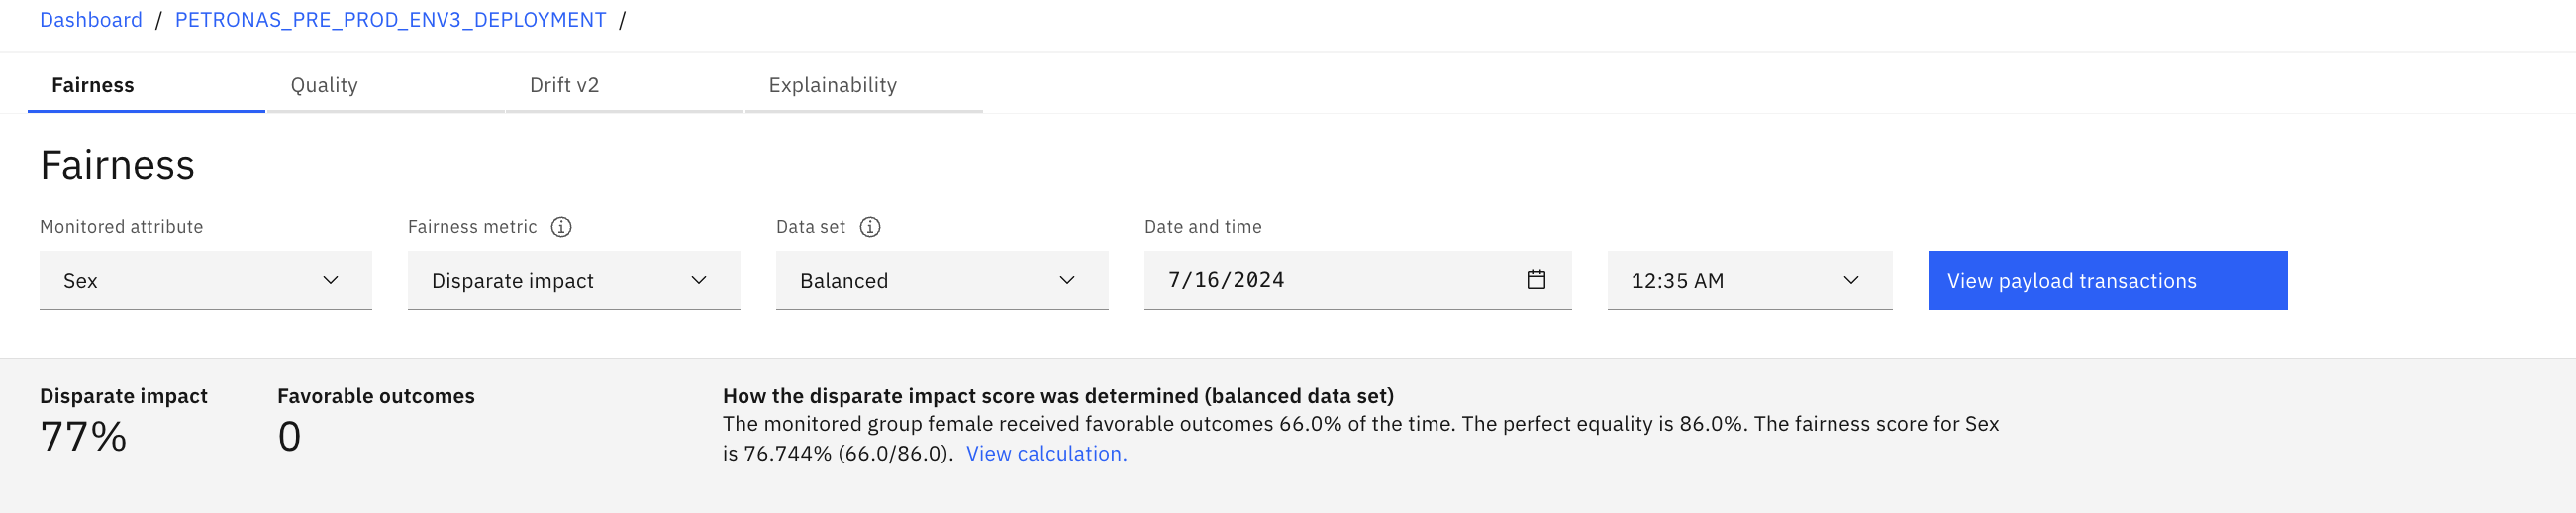 Dashboard / PETRONAS_PRE_PROD_ENV3_DEPLOYMENT /
Fairness Quality Drift v2 Explainability
Fairness
Monitored attribute Fairness metric Data set Date and time
Sex Disparate impact Balanced 7/16/2024 12:35 AM View payload transactions
Disparate impact Favorable outcomes How the disparate impact score was determined (balanced data set)
77% 0 The monitored group female received favorable outcomes 66.0% of the time. The perfect equality is 86.0%. The fairness score for Sex
is 76.744% (66.0/86.0). View calculation.